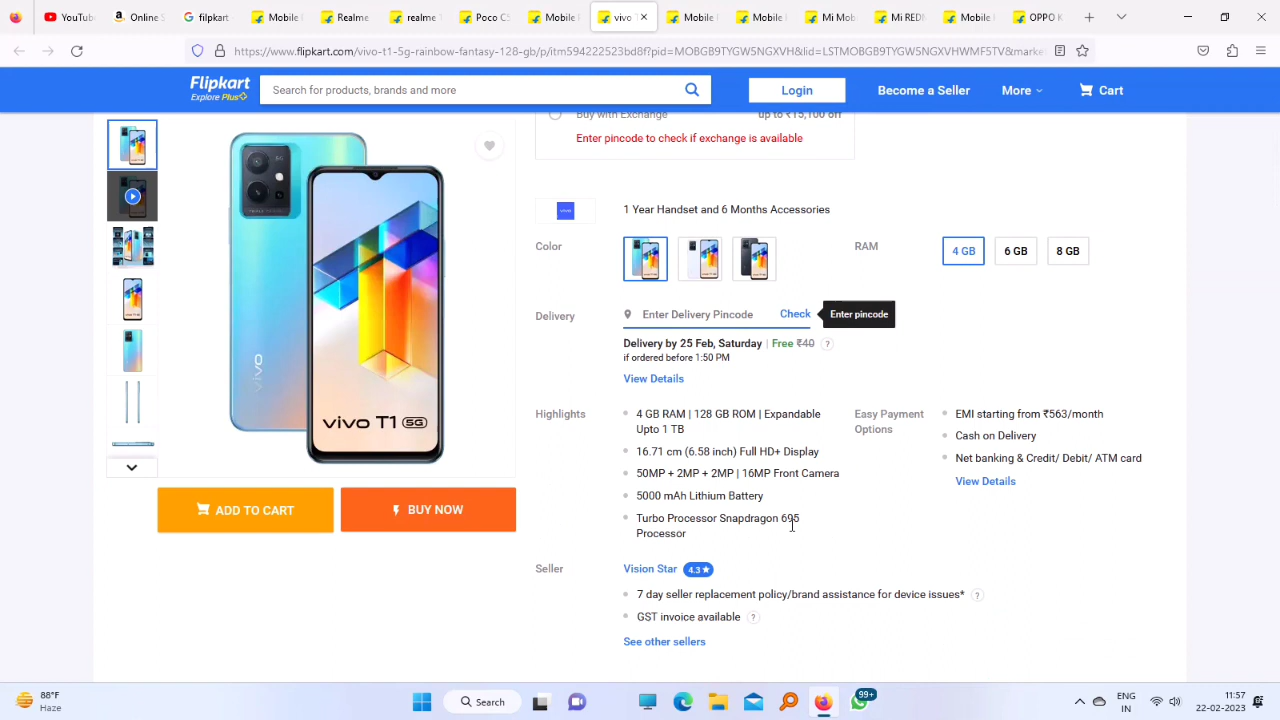 YouTube
Online S
flipkart
Mobile
Realme
realme
Poco C5
Mobile
vivo T
Mobile
Mobile
Mi Mob
Mi REDN
Mobile
OPPO K
https://www.flipkart.com/vivo-t1-5g-rainbow-fantasy-128-gb/p/itm594222523bd8f?pid=MOBGB9TYGW5NGXVH&lid=LSTMOBGB9TYGW5NGXVHWMF5TV&marke
Flipkart
Explore Plus
Search for products, brands and more
Login
Become a Seller
More
Cart
Buy with Exchange
up to ₹15,100 off
Enter pincode to check if exchange is available
vivo
1 Year Handset and 6 Months Accessories
Color
RAM
4 GB
6 GB
8 GB
Delivery
Enter Delivery Pincode
Check
Enter pincode
Delivery by 25 Feb, Saturday | Free ₹40 ?
if ordered before 1:50 PM
View Details
vivo
vivo T1 5G
Highlights
4 GB RAM | 128 GB ROM | Expandable
Upto 1 TB
16.71 cm (6.58 inch) Full HD+ Display
50MP + 2MP + 2MP | 16MP Front Camera
5000 mAh Lithium Battery
Turbo Processor Snapdragon 695
Processor
Easy Payment
Options
EMI starting from ₹563/month
Cash on Delivery
Net banking & Credit/ Debit/ ATM card
View Details
ADD TO CART
BUY NOW
Seller
Vision Star 4.3★
7 day seller replacement policy/brand assistance for device issues* ?
GST invoice available ?
See other sellers
88°F
Haze
Search
99+
ENG
IN
11:57
22-02-2023